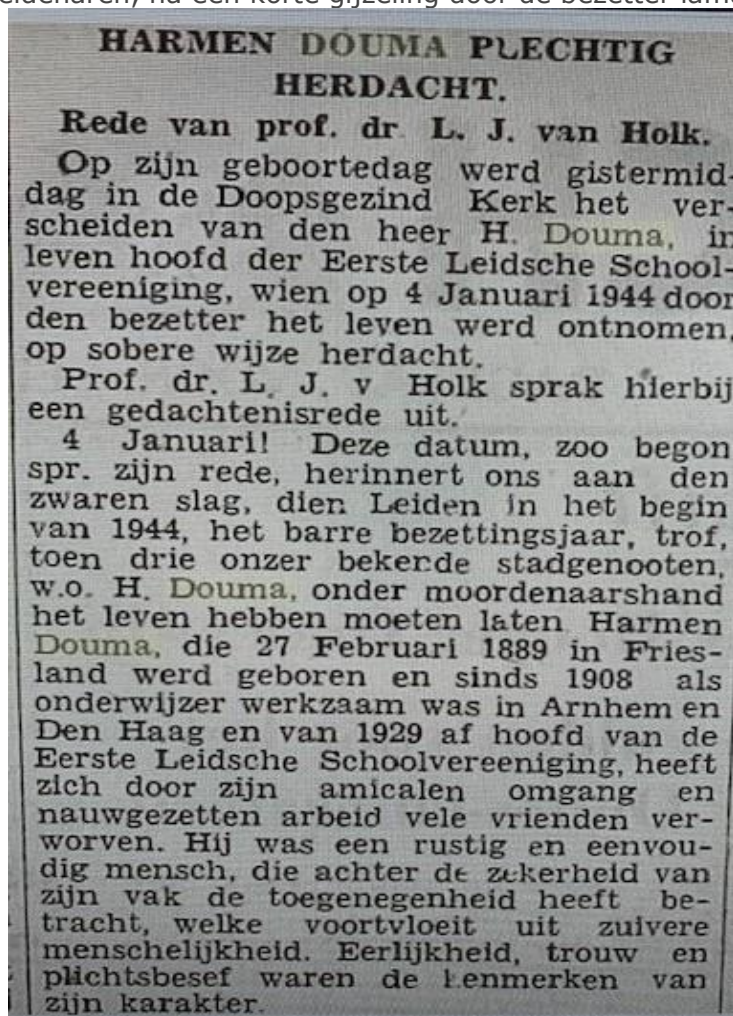 na een korte gijzeling door de bezetter
HARMEN DOUMA PLECHTIG
HERDACHT.
Rede van prof. dr. L. J. van Holk.
Op zijn geboortedag werd gistermid-
dag in de Doopsgezind Kerk het ver-
scheiden van den heer H. Douma, in
leven hoofd der Eerste Leidsche School-
vereeniging, wien op 4 Januari 1944 door
den bezetter het leven werd ontnomen,
op sobere wijze herdacht.
Prof. dr. L. J. v Holk sprak hierbij
een gedachtenisrede uit.
4 Januari! Deze datum, zoo begon
spr. zijn rede, herinnert ons aan den
zwaren slag, dien Leiden in het begin
van 1944, het barre bezettingsjaar, trof,
toen drie onzer bekende stadgenooten,
w.o. H. Douma, onder moordenaarshand
het leven hebben moeten laten Harmen
Douma, die 27 Februari 1889 in Fries-
land werd geboren en sinds 1908 als
onderwijzer werkzaam was in Arnhem en
Den Haag en van 1929 af hoofd van de
Eerste Leidsche Schoolvereeniging, heeft
zich door zijn amicalen omgang en
nauwgezetten arbeid vele vrienden ver-
worven. Hij was een rustig en eenvou-
dig mensch, die achter de zekerheid van
zijn vak de toegenegenheid heeft be-
tracht, welke voortvloeit uit zuivere
menschelijkheid. Eerlijkheid, trouw en
plichtsbesef waren de kenmerken van
zijn karakter.